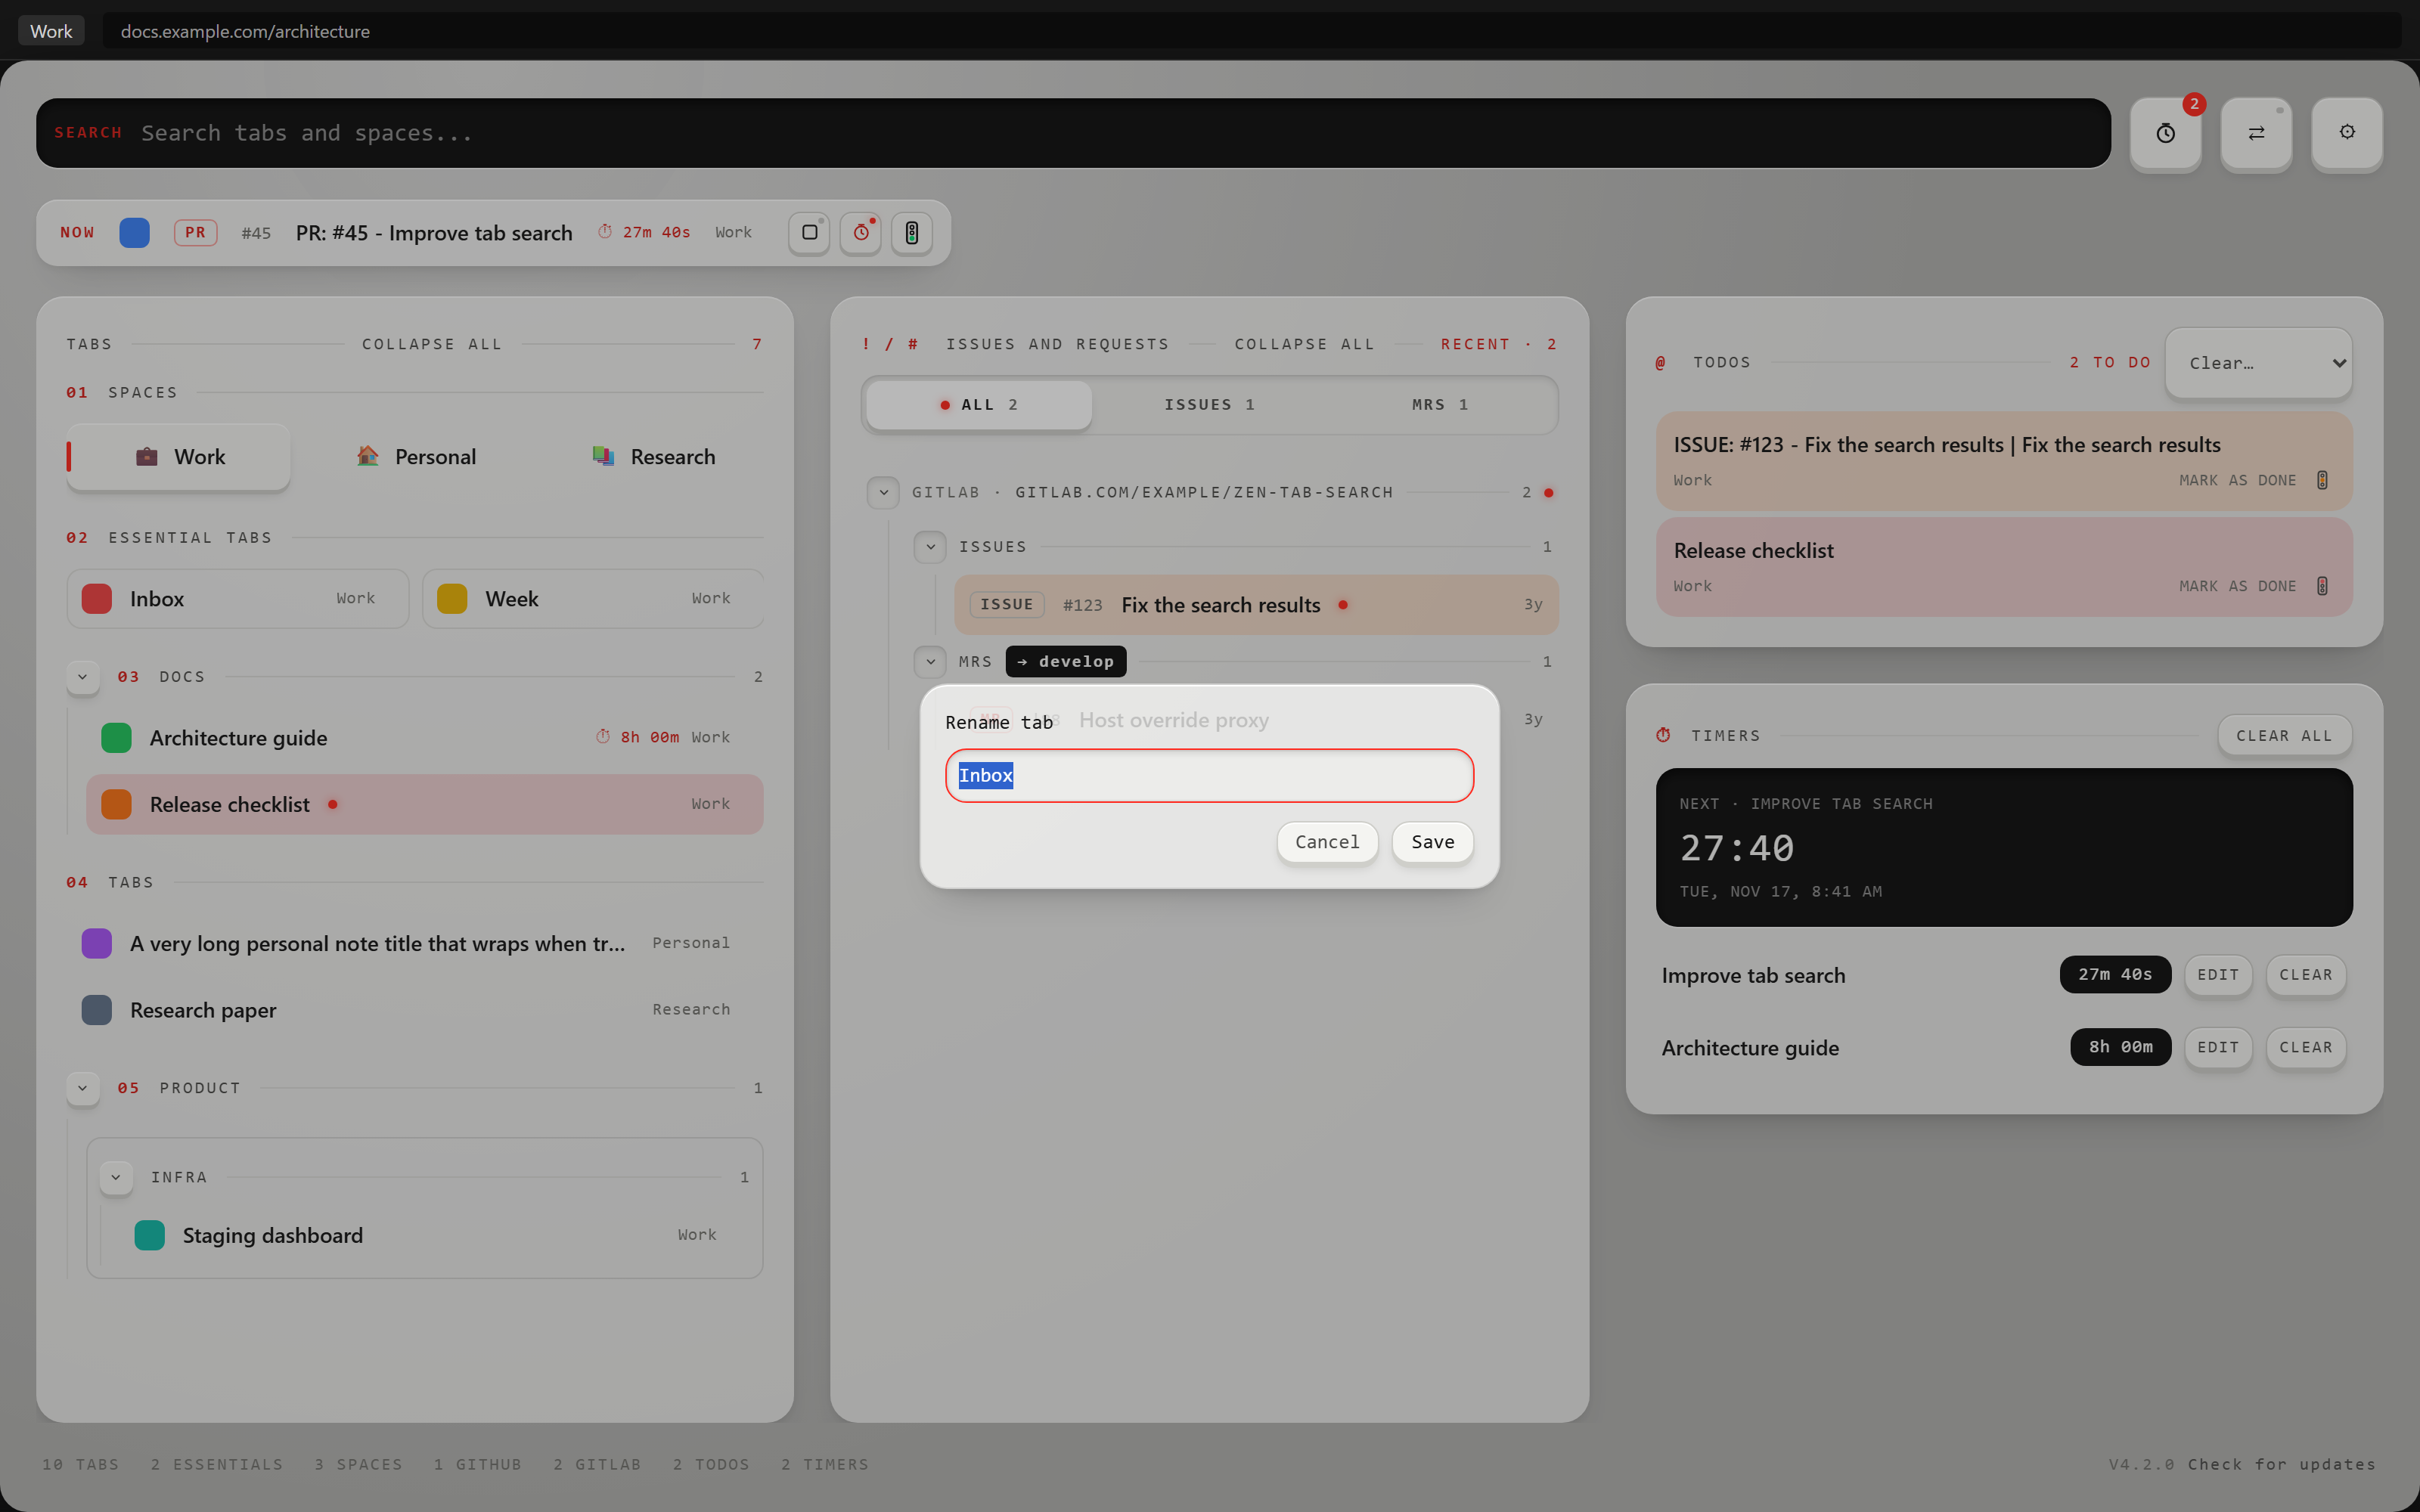 Work docs.example.com/architecture
SEARCH Search tabs and spaces...
2
NOW PR #45 PR: #45 - Improve tab search 27m 40s Work
TABS COLLAPSE ALL 7
01 SPACES
Work Personal Research
02 ESSENTIAL TABS
Inbox Work Week Work
03 DOCS 2
Architecture guide 8h 00m Work
Release checklist Work
04 TABS
A very long personal note title that wraps when tr... Personal
Research paper Research
05 PRODUCT 1
INFRA 1
Staging dashboard Work
! / # ISSUES AND REQUESTS COLLAPSE ALL RECENT · 2
ALL 2 ISSUES 1 MRS 1
GITLAB · GITLAB.COM/EXAMPLE/ZEN-TAB-SEARCH 2
ISSUES 1
ISSUE #123 Fix the search results 3y
MRS → develop 1
Host override proxy 3y
Rename tab
Inbox
Cancel Save
@ TODOS 2 TO DO Clear…
ISSUE: #123 - Fix the search results | Fix the search results
Work MARK AS DONE
Release checklist
Work MARK AS DONE
TIMERS CLEAR ALL
NEXT · IMPROVE TAB SEARCH
27:40
TUE, NOV 17, 8:41 AM
Improve tab search 27m 40s EDIT CLEAR
Architecture guide 8h 00m EDIT CLEAR
10 TABS 2 ESSENTIALS 3 SPACES 1 GITHUB 2 GITLAB 2 TODOS 2 TIMERS
V4.2.0 Check for updates